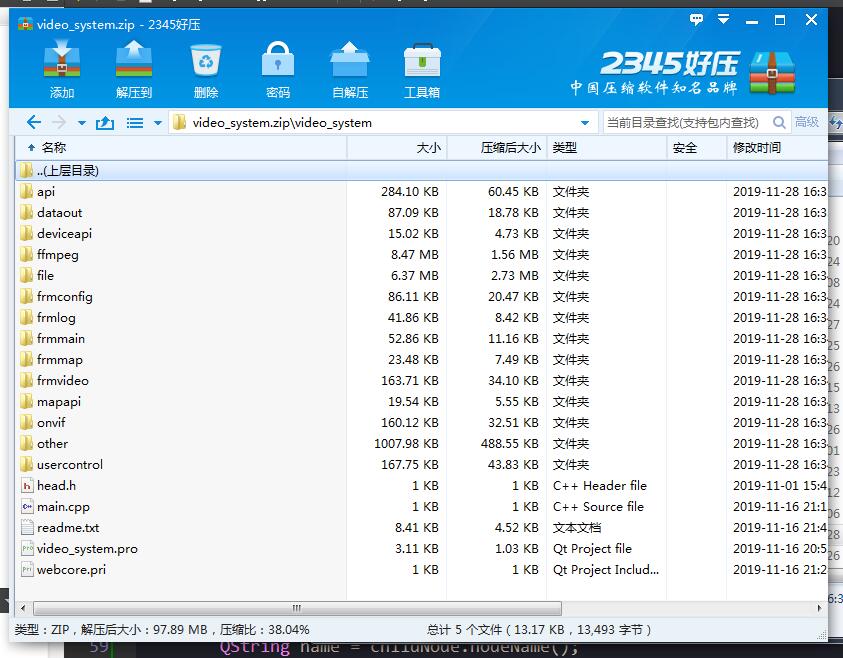 video_system.zip - 2345好压
添加 解压到 删除 密码 自解压 工具箱
2345好压
中国压缩软件知名品牌
video_system.zip\video_system 当前目录查找(支持包内查找) 高级
名称 大小 压缩后大小 类型 安全 修改时间
..(上层目录)
api 284.10 KB 60.45 KB 文件夹 2019-11-28 16:3
dataout 87.09 KB 18.78 KB 文件夹 2019-11-28 16:3
deviceapi 15.02 KB 4.73 KB 文件夹 2019-11-28 16:3
ffmpeg 8.47 MB 1.56 MB 文件夹 2019-11-28 16:3
file 6.37 MB 2.73 MB 文件夹 2019-11-28 16:3
frmconfig 86.11 KB 20.47 KB 文件夹 2019-11-28 16:3
frmlog 41.86 KB 8.42 KB 文件夹 2019-11-28 16:3
frmmain 52.86 KB 11.16 KB 文件夹 2019-11-28 16:3
frmmap 23.48 KB 7.49 KB 文件夹 2019-11-28 16:3
frmvideo 163.71 KB 34.10 KB 文件夹 2019-11-28 16:3
mapapi 19.54 KB 5.55 KB 文件夹 2019-11-28 16:3
onvif 160.12 KB 32.51 KB 文件夹 2019-11-28 16:3
other 1007.98 KB 488.55 KB 文件夹 2019-11-28 16:3
usercontrol 167.75 KB 43.83 KB 文件夹 2019-11-28 16:3
head.h 1 KB 1 KB C++ Header file 2019-11-01 15:4
main.cpp 1 KB 1 KB C++ Source file 2019-11-16 21:1
readme.txt 8.41 KB 4.52 KB 文本文档 2019-11-16 21:4
video_system.pro 3.11 KB 1.03 KB Qt Project file 2019-11-16 20:5
webcore.pri 1 KB 1 KB Qt Project Includ... 2019-11-16 21:2
类型：ZIP，解压后大小：97.89 MB，压缩比：38.04% 总计 5 个文件（13.17 KB，13,493 字节）
59 QString name = childNode.nodeName();